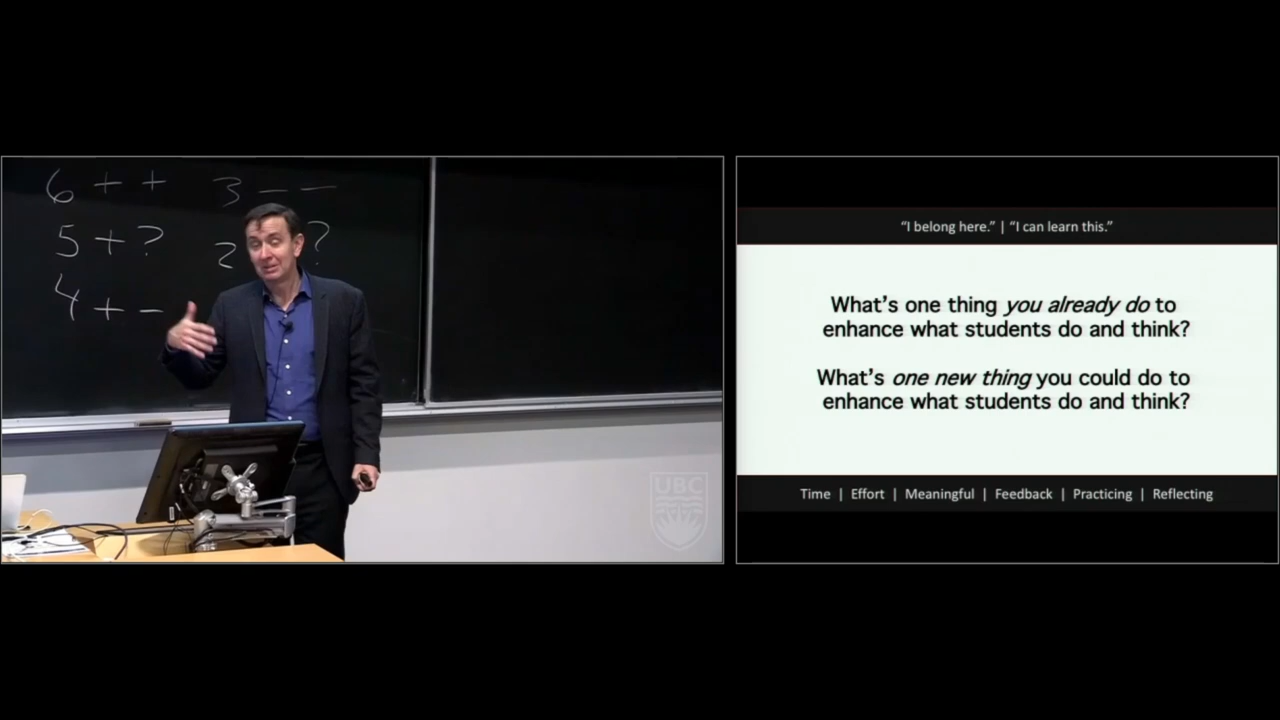 6 + + 3 – –
5 + ? 2 ?
4 + –
UBC
“I belong here.” | “I can learn this.”
What’s one thing you already do to
enhance what students do and think?
What’s one new thing you could do to
enhance what students do and think?
Time | Effort | Meaningful | Feedback | Practicing | Reflecting